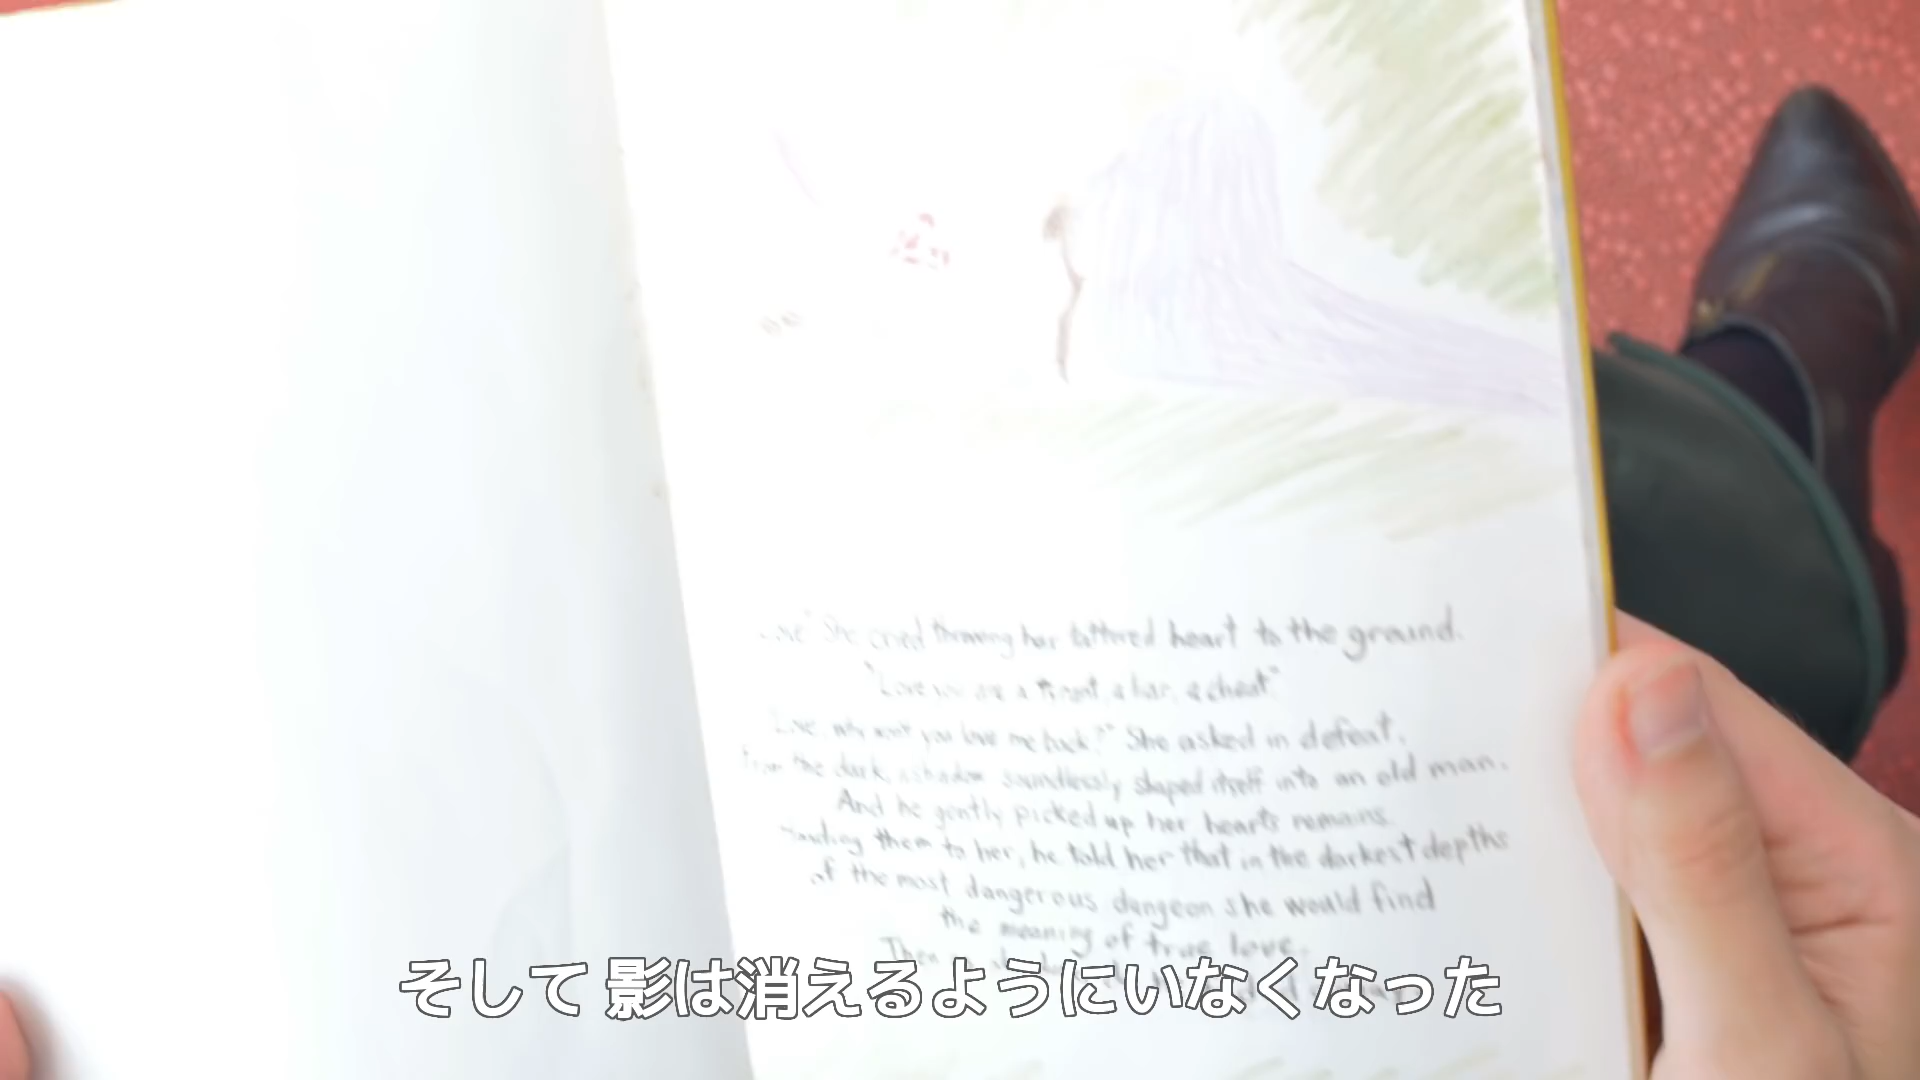 She cried throwing her tattered heart to the ground.
"Love you are a tyrant, a liar, a cheat"
Love, why won't you love me back?" She asked in defeat.
From the dark, a shadow soundlessly shaped itself into an old man.
And he gently picked up her hearts remains.
Handing them to her, he told her that in the darkest depths
of the most dangerous dungeon she would find
the meaning of true love.
Then
そして 影は消えるようにいなくなった